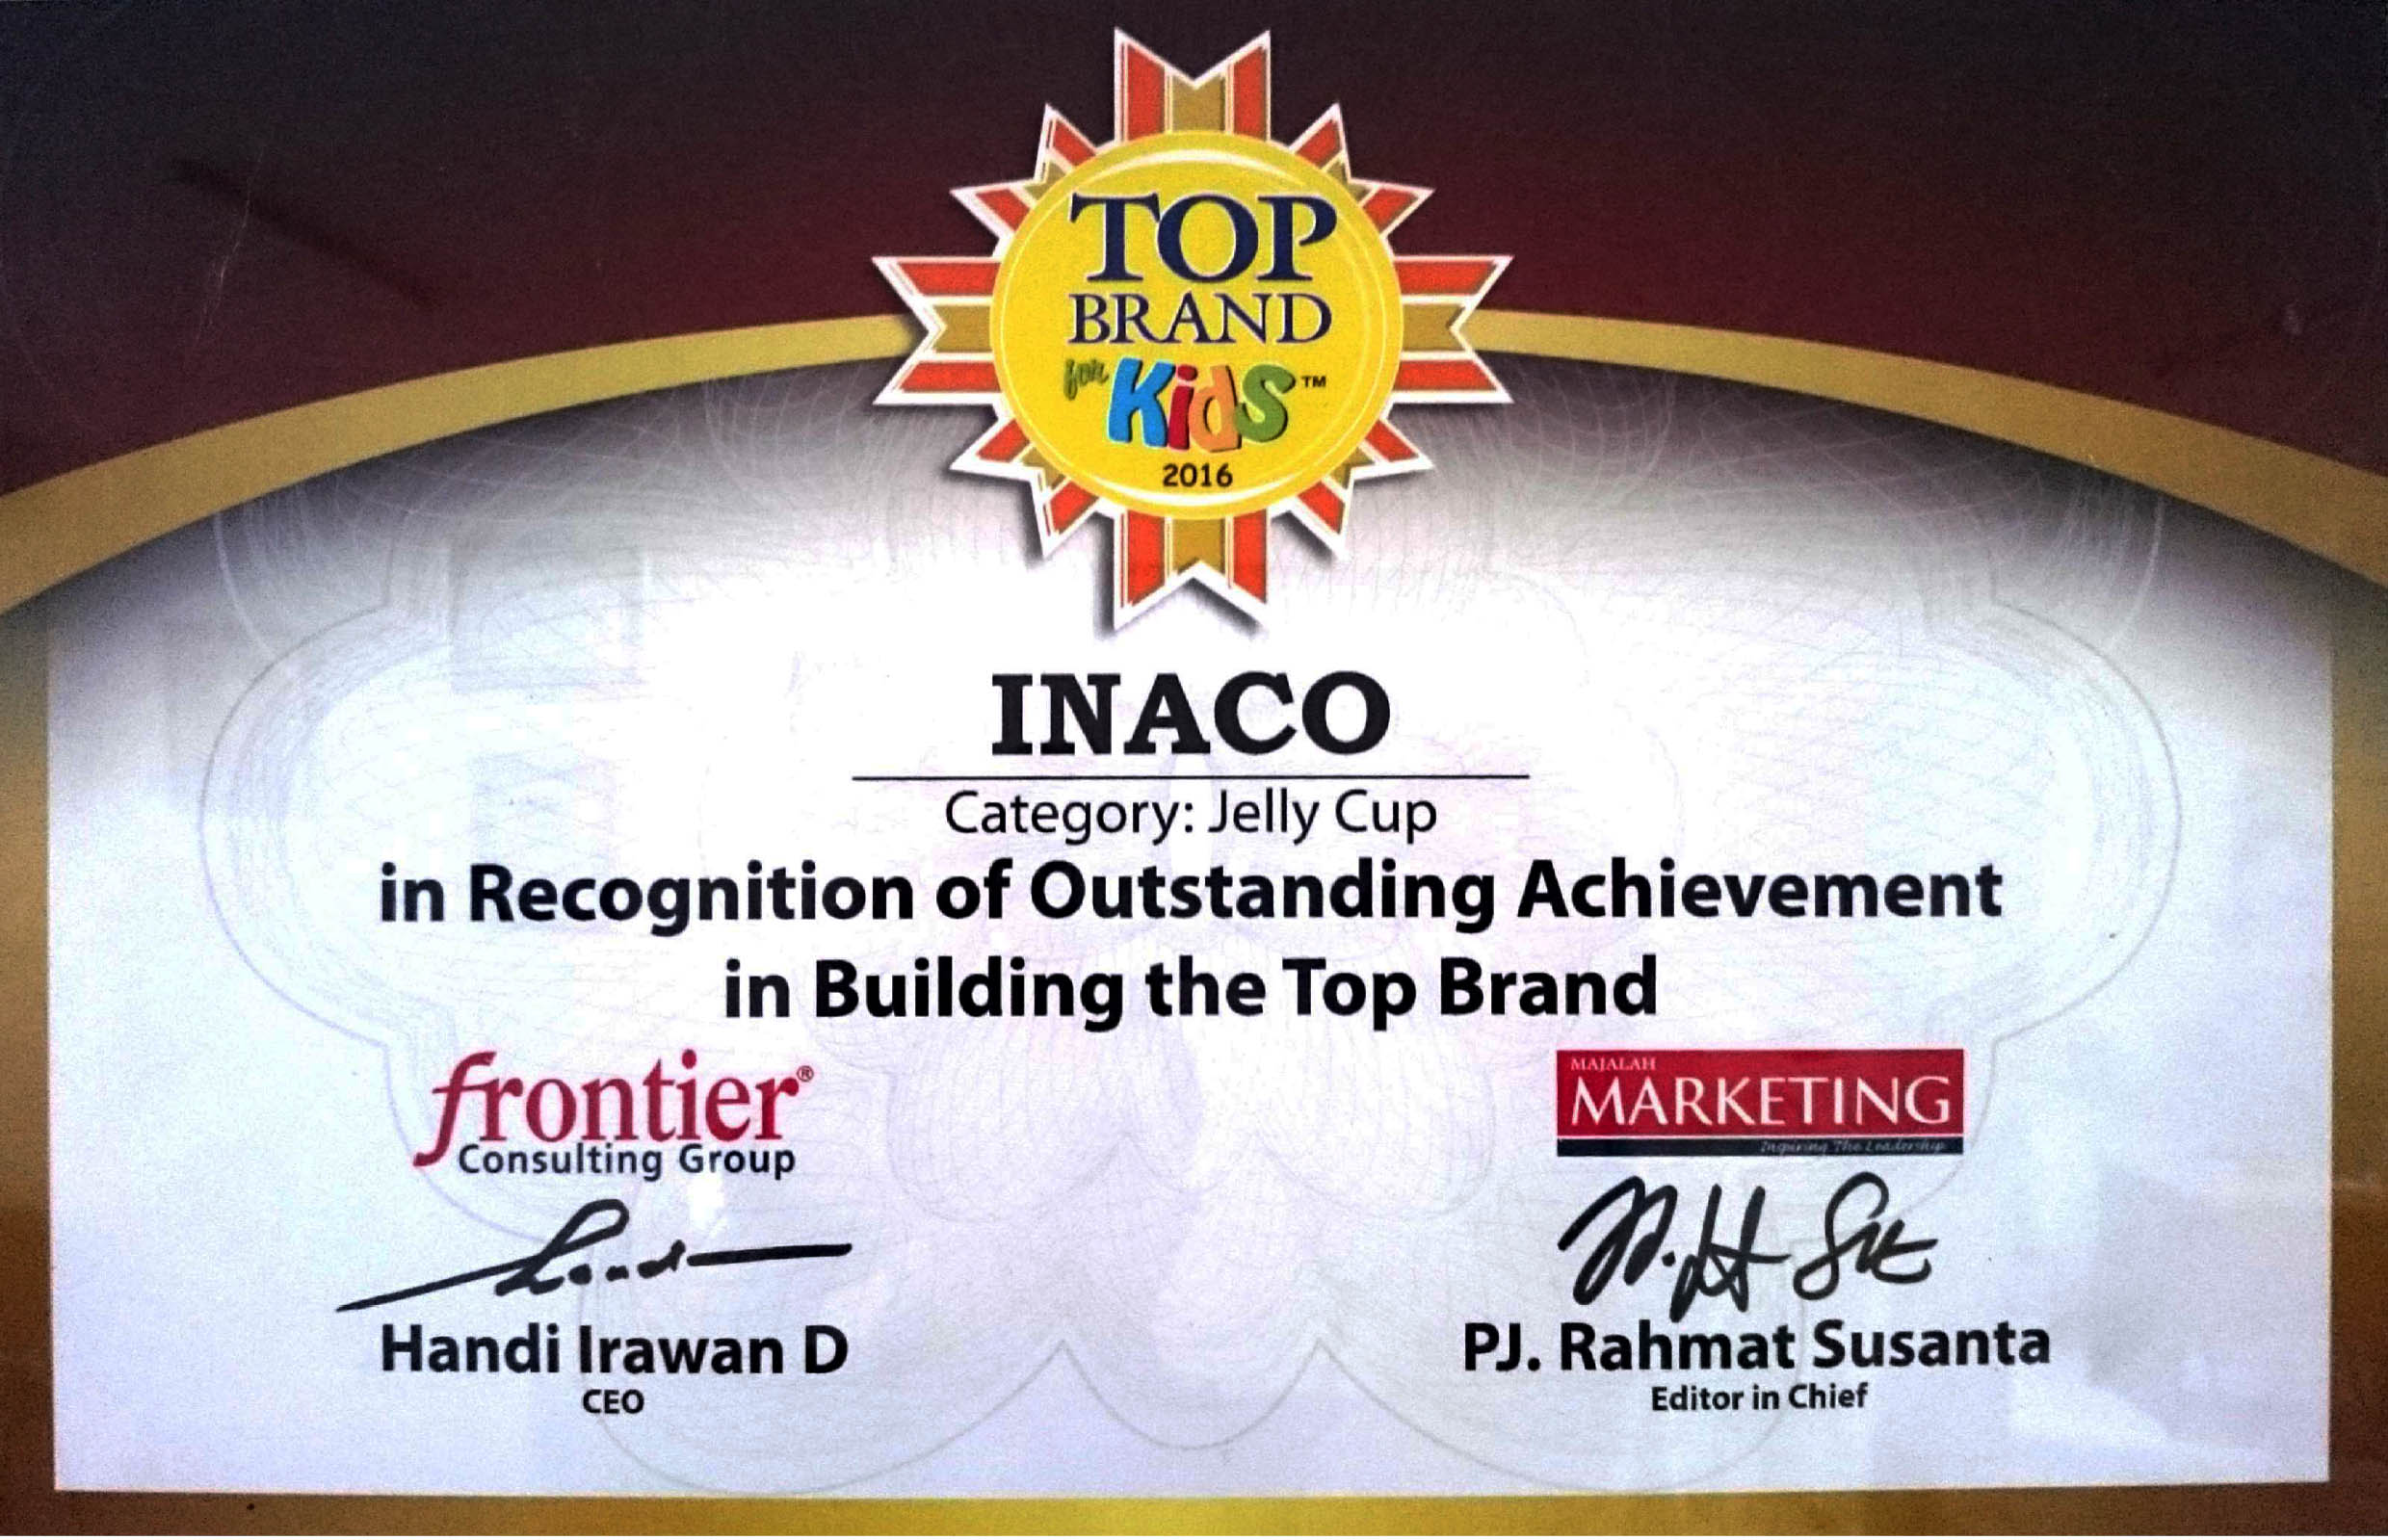 TOP
BRAND
for Kids™
2016
INACO
Category: Jelly Cup
in Recognition of Outstanding Achievement
in Building the Top Brand
frontier®
Consulting Group
Handi Irawan D
CEO
MAJALAH
MARKETING
Inspiring The Leadership
PJ. Rahmat Susanta
Editor in Chief